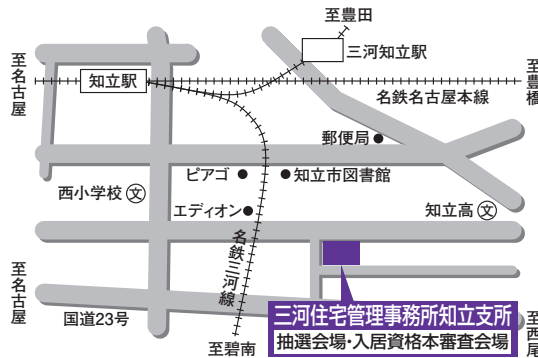 至豊田
三河知立駅
至名古屋
知立駅
至豊橋
名鉄名古屋本線
郵便局
ピアゴ
知立市図書館
西小学校 文
エディオン
知立高 文
名鉄三河線
至名古屋
国道23号
三河住宅管理事務所知立支所
抽選会場・入居資格本審査会場
至碧南
至西尾